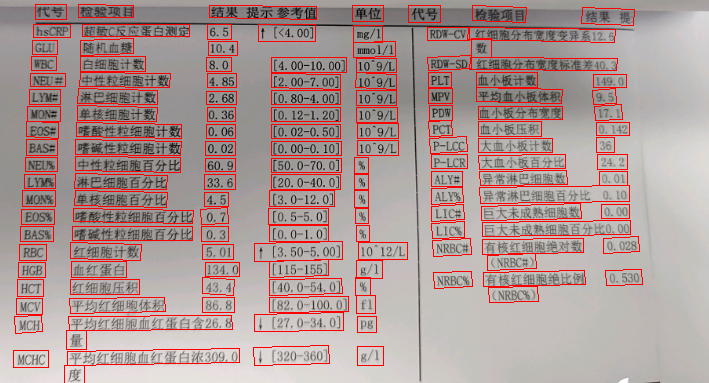 代号 检验项目 结果 提示 参考值 单位
hsCRP 超敏C反应蛋白测定 6.5 ↑ [<4.00] mg/l
GLU 随机血糖 10.4 mmol/l
WBC 白细胞计数 8.0 [4.00-10.00] 10^9/L
NEU# 中性粒细胞计数 4.85 [2.00-7.00] 10^9/L
LYM# 淋巴细胞计数 2.68 [0.80-4.00] 10^9/L
MON# 单核细胞计数 0.36 [0.12-1.20] 10^9/L
EOS# 嗜酸性粒细胞计数 0.06 [0.02-0.50] 10^9/L
BAS# 嗜碱性粒细胞计数 0.02 [0.00-0.10] 10^9/L
NEU% 中性粒细胞百分比 60.9 [50.0-70.0] %
LYM% 淋巴细胞百分比 33.6 [20.0-40.0] %
MON% 单核细胞百分比 4.5 [3.0-12.0] %
EOS% 嗜酸性粒细胞百分比 0.7 [0.5-5.0] %
BAS% 嗜碱性粒细胞百分比 0.3 [0.0-1.0] %
RBC 红细胞计数 5.01 ↑ [3.50-5.00] 10^12/L
HGB 血红蛋白 134.0 [115-155] g/l
HCT 红细胞压积 43.4 [40.0-54.0] %
MCV 平均红细胞体积 86.8 [82.0-100.0] fl
MCH 平均红细胞血红蛋白含 26.8 ↓ [27.0-34.0] pg
量
MCHC 平均红细胞血红蛋白浓 309.0 ↓ [320-360] g/l
度
代号 检验项目 结果 提
RDW-CV 红细胞分布宽度变异系 12.6
数
RDW-SD 红细胞分布宽度标准差 40.3
PLT 血小板计数 149.0
MPV 平均血小板体积 9.5
PDW 血小板分布宽度 17.1
PCT 血小板压积 0.142
P-LCC 大血小板计数 36
P-LCR 大血小板百分比 24.2
ALY# 异常淋巴细胞数 0.01
ALY% 异常淋巴细胞百分比 0.10
LIC# 巨大未成熟细胞数 0.00
LIC% 巨大未成熟细胞百分比 0.00
NRBC# 有核红细胞绝对数 0.028
(NRBC#)
NRBC% 有核红细胞绝比例 0.530
(NRBC%)